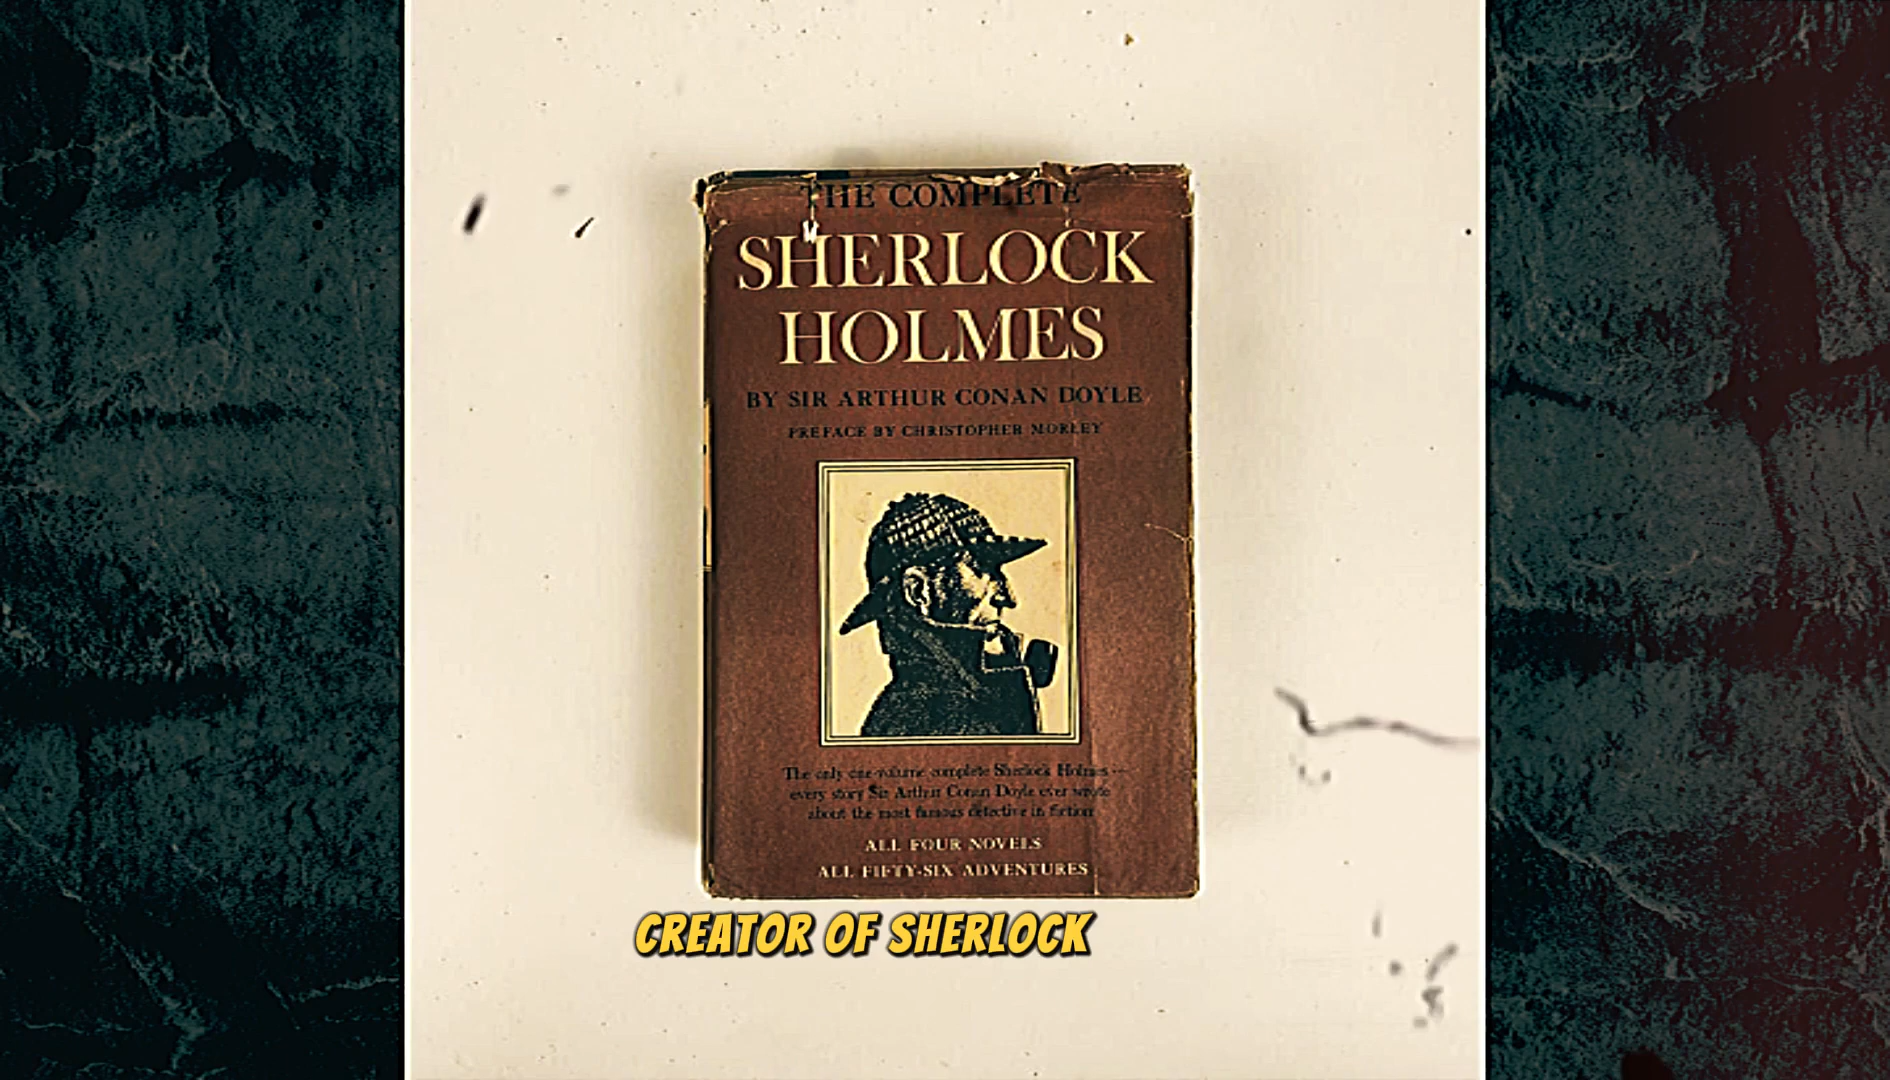 THE COMPLETE
SHERLOCK
HOLMES
BY SIR ARTHUR CONAN DOYLE
PREFACE BY CHRISTOPHER MORLEY
The only one-volume complete Sherlock Holmes—
every story Sir Arthur Conan Doyle ever wrote
about the most famous detective in fiction
ALL FOUR NOVELS
ALL FIFTY-SIX ADVENTURES
CREATOR OF SHERLOCK